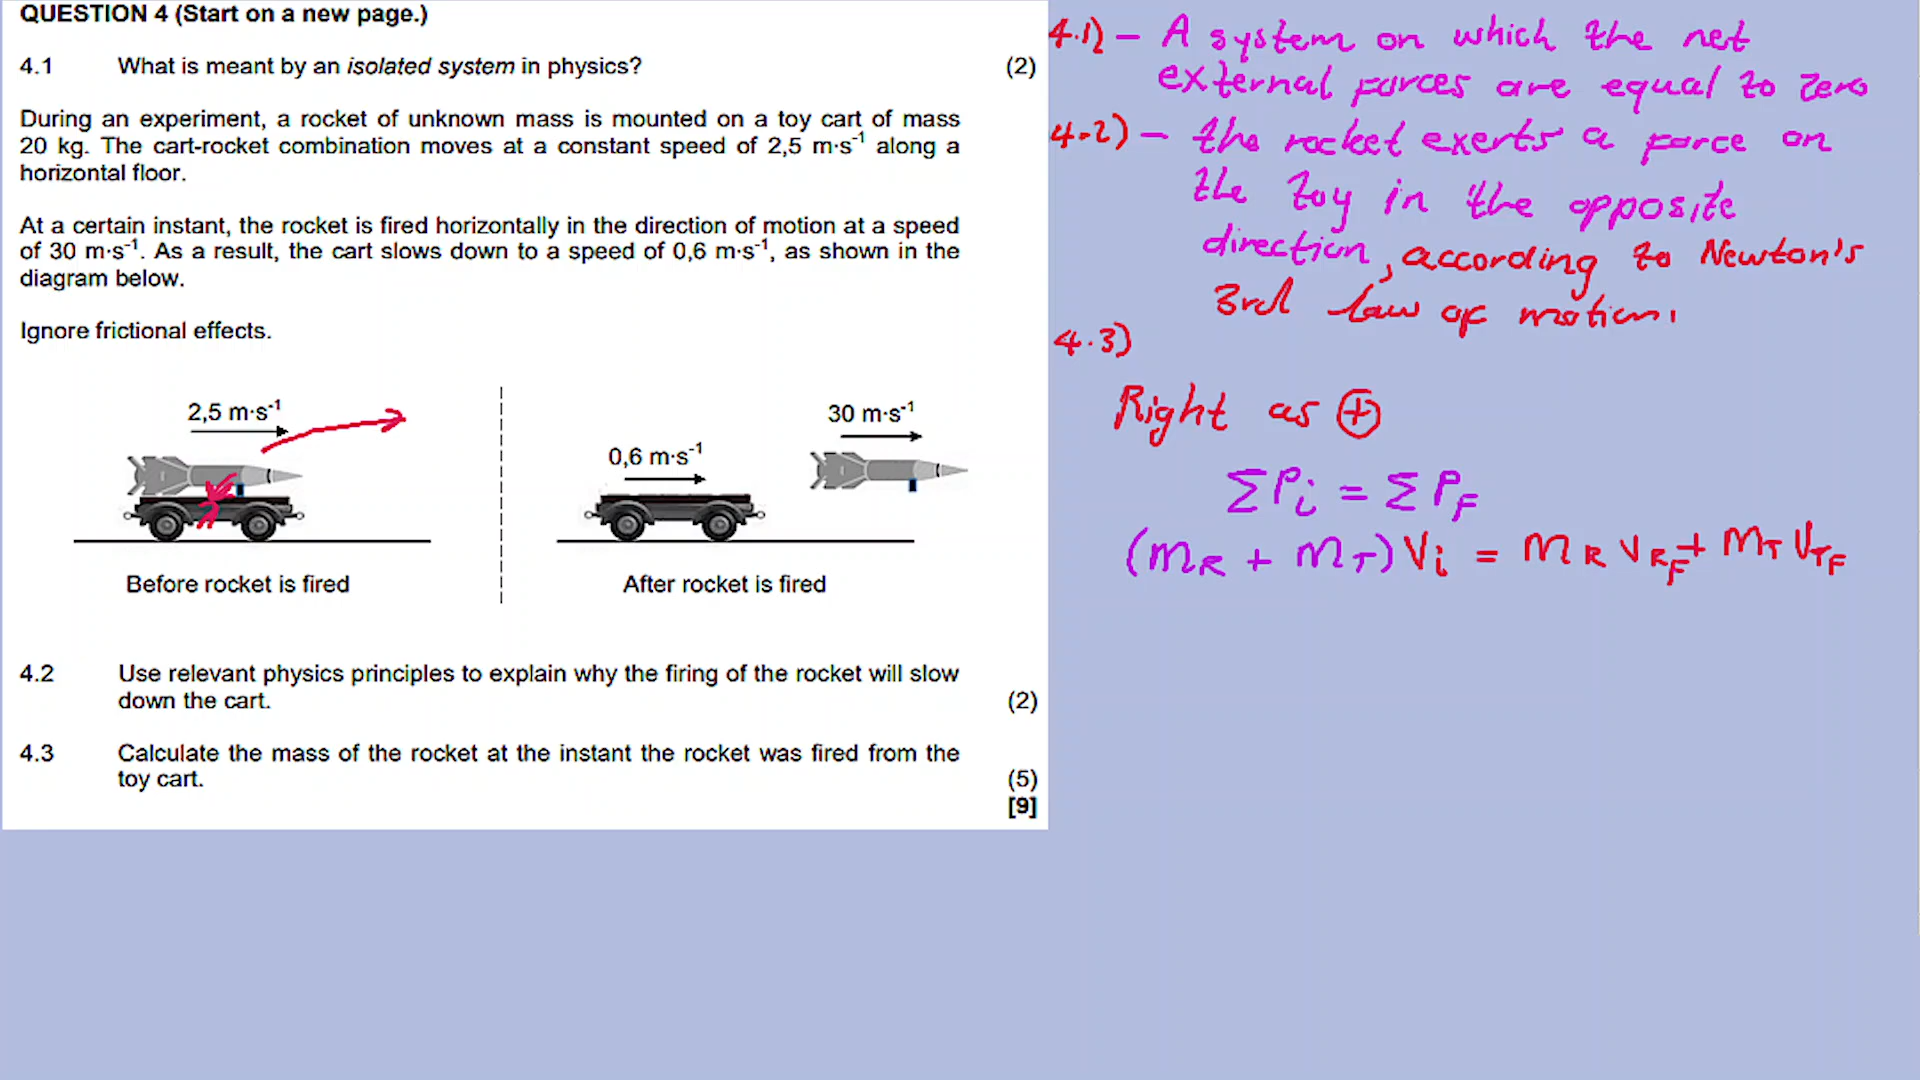 QUESTION 4 (Start on a new page.)
4.1 What is meant by an isolated system in physics? (2)
During an experiment, a rocket of unknown mass is mounted on a toy cart of mass
20 kg. The cart-rocket combination moves at a constant speed of 2,5 m·s⁻¹ along a
horizontal floor.
At a certain instant, the rocket is fired horizontally in the direction of motion at a speed
of 30 m·s⁻¹. As a result, the cart slows down to a speed of 0,6 m·s⁻¹, as shown in the
diagram below.
Ignore frictional effects.
2,5 m·s⁻¹
0,6 m·s⁻¹
30 m·s⁻¹
Before rocket is fired
After rocket is fired
4.2 Use relevant physics principles to explain why the firing of the rocket will slow
down the cart. (2)
4.3 Calculate the mass of the rocket at the instant the rocket was fired from the
toy cart. (5)
[9]
4.1) - A system on which the net
external forces are equal to zero
4.2) - the rocket exerts a force on
the toy in the opposite
direction, according to Newton's
3rd law of motion.
4.3)
Right as ⊕
ΣPi = ΣPF
(mR + mT)Vi = mRVRF + mTVTF